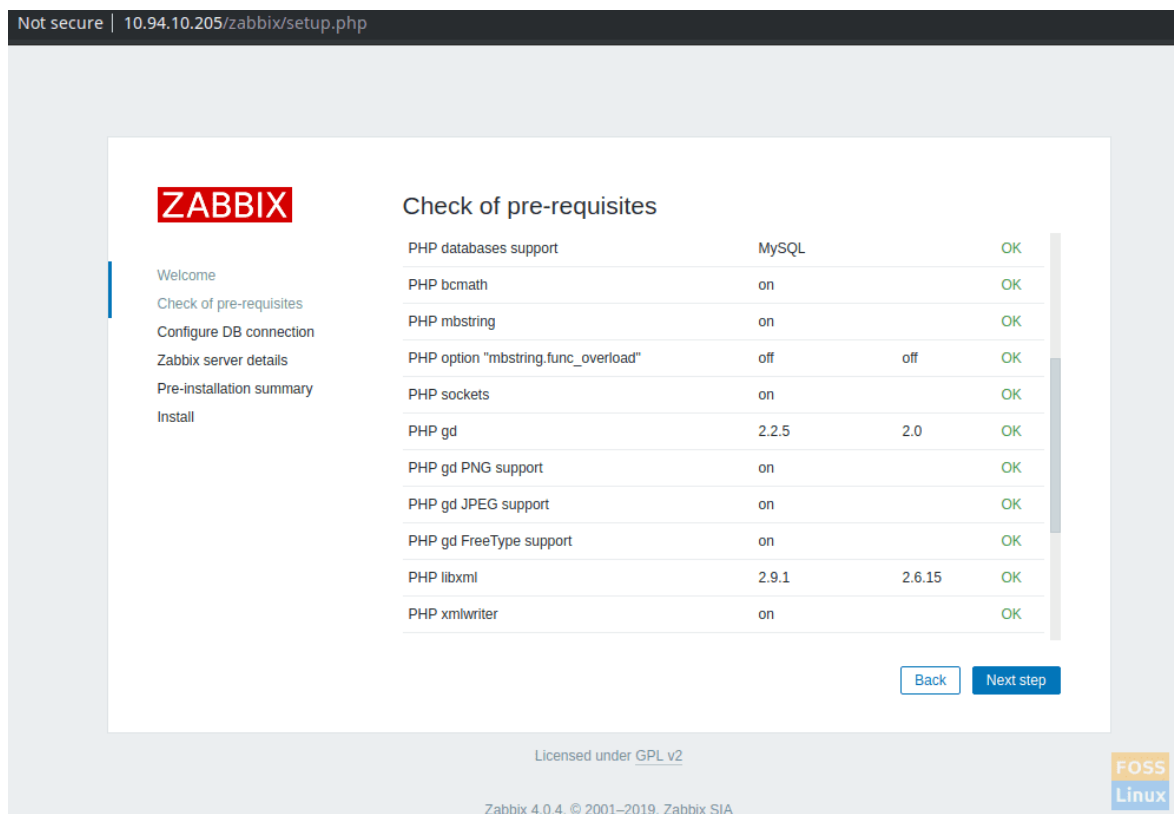 Not secure | 10.94.10.205/zabbix/setup.php
ZABBIX
Welcome
Check of pre-requisites
Configure DB connection
Zabbix server details
Pre-installation summary
Install
Check of pre-requisites
PHP databases support MySQL OK
PHP bcmath on OK
PHP mbstring on OK
PHP option "mbstring.func_overload" off off OK
PHP sockets on OK
PHP gd 2.2.5 2.0 OK
PHP gd PNG support on OK
PHP gd JPEG support on OK
PHP gd FreeType support on OK
PHP libxml 2.9.1 2.6.15 OK
PHP xmlwriter on OK
Back Next step
Licensed under GPL v2
Zabbix 4.0.4. © 2001–2019, Zabbix SIA
FOSS
Linux